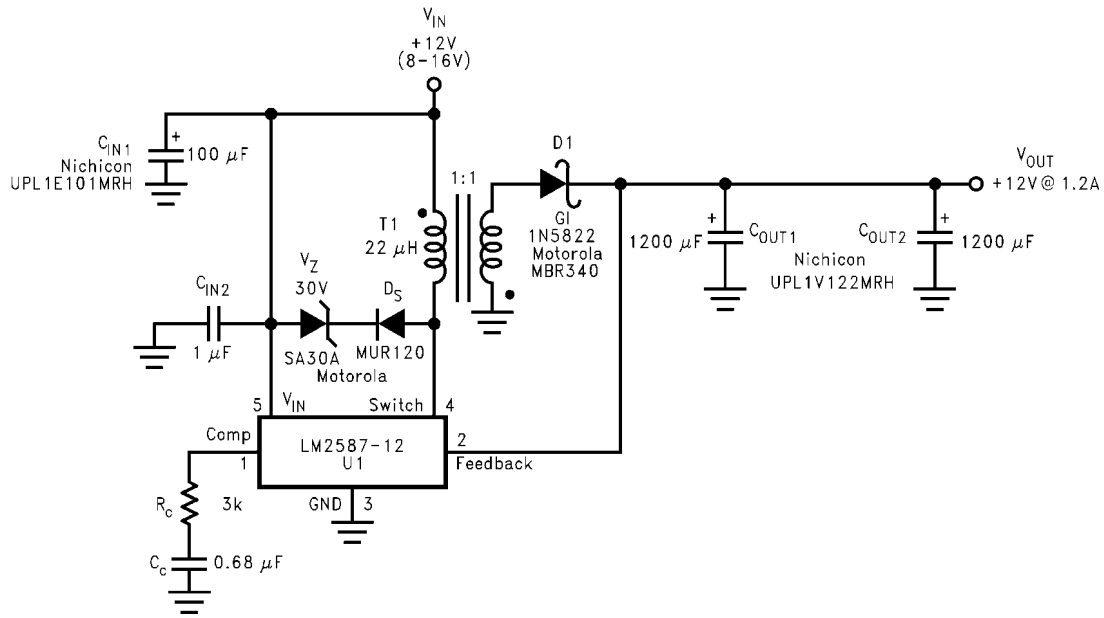 V_IN
+12V
(8-16V)
C_IN1
Nichicon
UPL1E101MRH
+
100 μF
T1
22 μH
1:1
D1
GI
1N5822
Motorola
MBR340
V_OUT
+12V @ 1.2A
+
1200 μF
C_OUT1
C_OUT2
+
1200 μF
Nichicon
UPL1V122MRH
C_IN2
1 μF
V_Z
30V
D_S
SA30A
MUR120
Motorola
5
V_IN
Switch
4
Comp
1
LM2587-12
U1
2
Feedback
GND
3
R_c
3k
C_c
0.68 μF